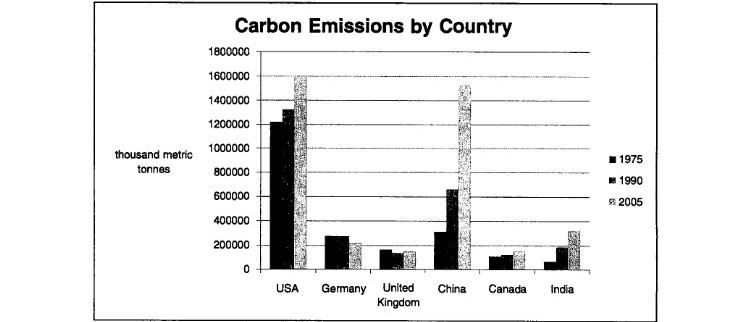 Carbon Emissions by Country
1800000
1600000
1400000
1200000
1000000
800000
600000
400000
200000
0
thousand metric
tonnes
USA
Germany
United
Kingdom
China
Canada
India
1975
1990
2005